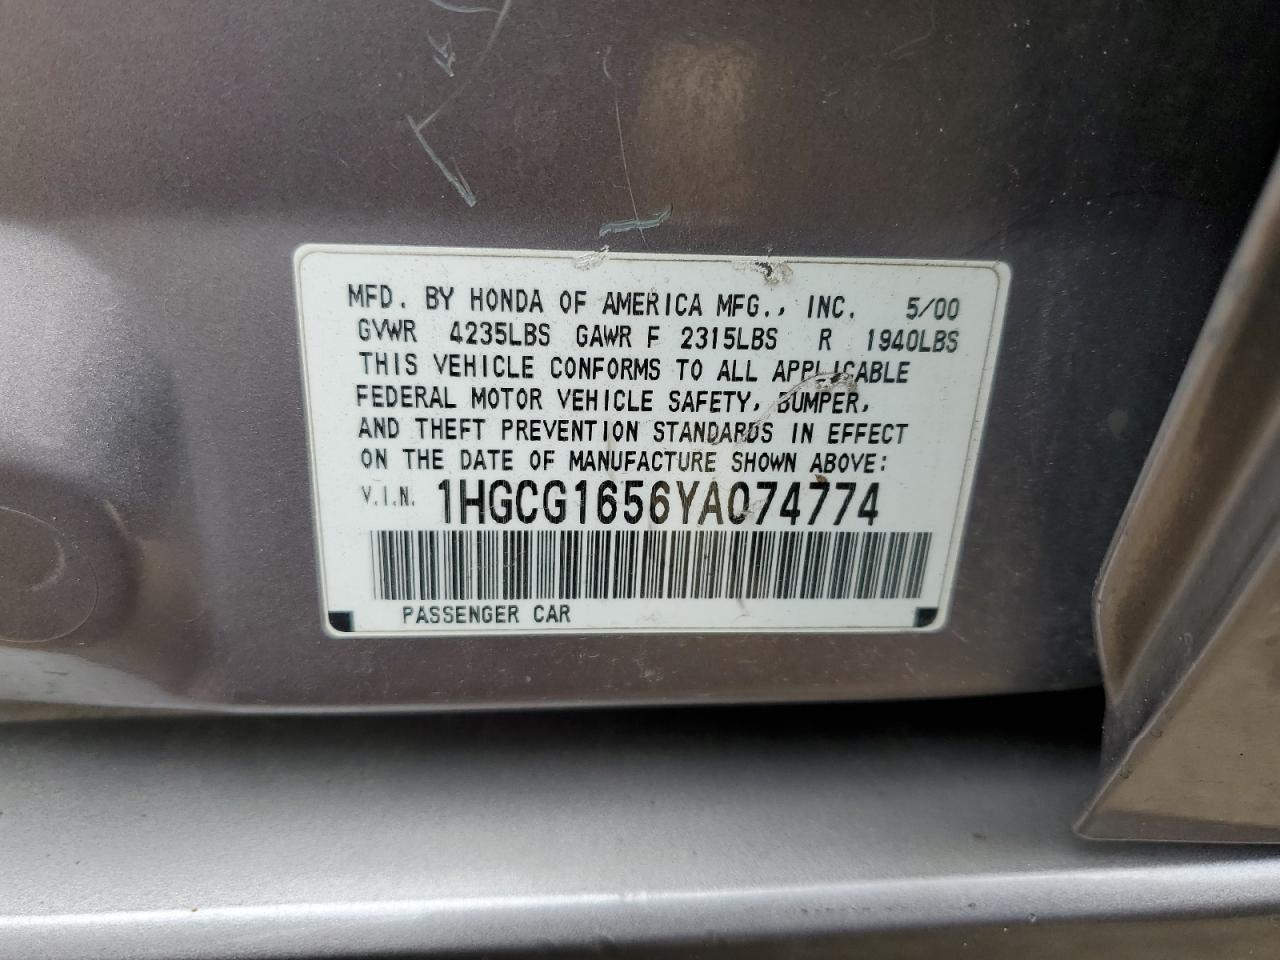 MFD. BY HONDA OF AMERICA MFG., INC. 5/00
GVWR 4235LBS GAWR F 2315LBS R 1940LBS
THIS VEHICLE CONFORMS TO ALL APPLICABLE
FEDERAL MOTOR VEHICLE SAFETY, BUMPER,
AND THEFT PREVENTION STANDARDS IN EFFECT
ON THE DATE OF MANUFACTURE SHOWN ABOVE:
V.I.N. 1HGCG1656YA074774
PASSENGER CAR